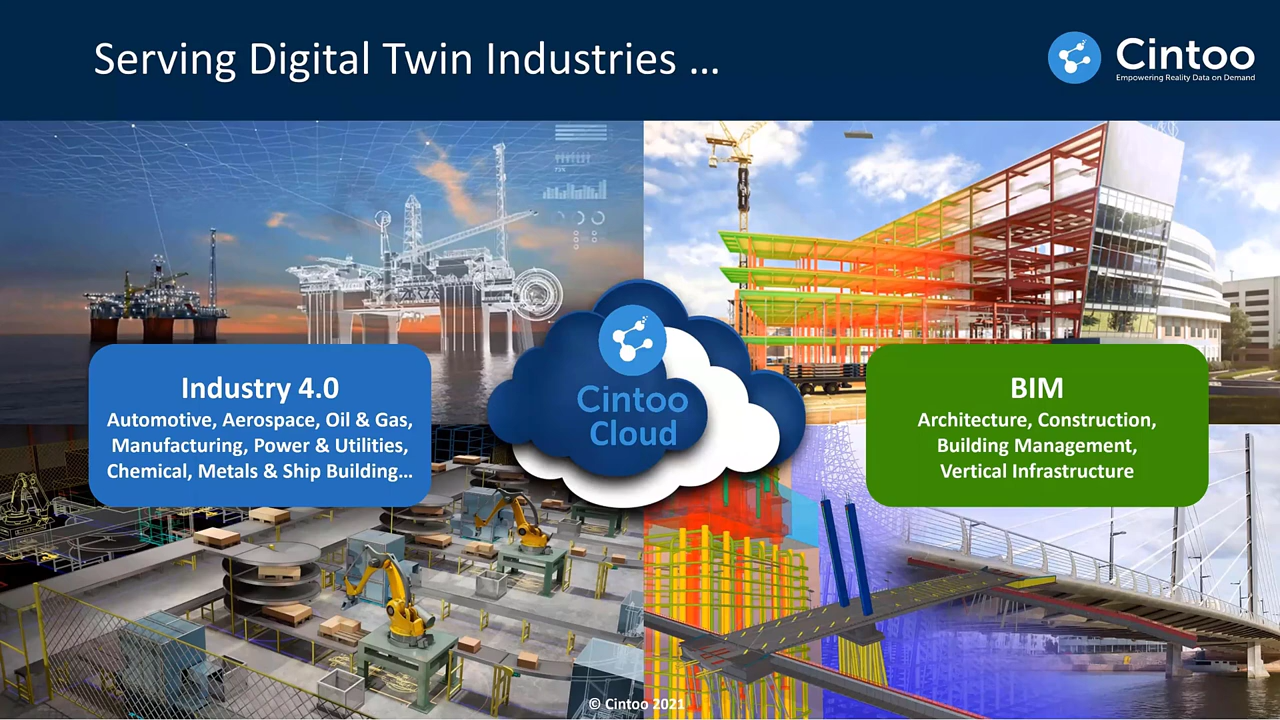 Serving Digital Twin Industries ...
Cintoo
Empowering Reality Data on Demand
75%
Cintoo
Cloud
Industry 4.0
Automotive, Aerospace, Oil & Gas,
Manufacturing, Power & Utilities,
Chemical, Metals & Ship Building...
BIM
Architecture, Construction,
Building Management,
Vertical Infrastructure
© Cintoo 2021